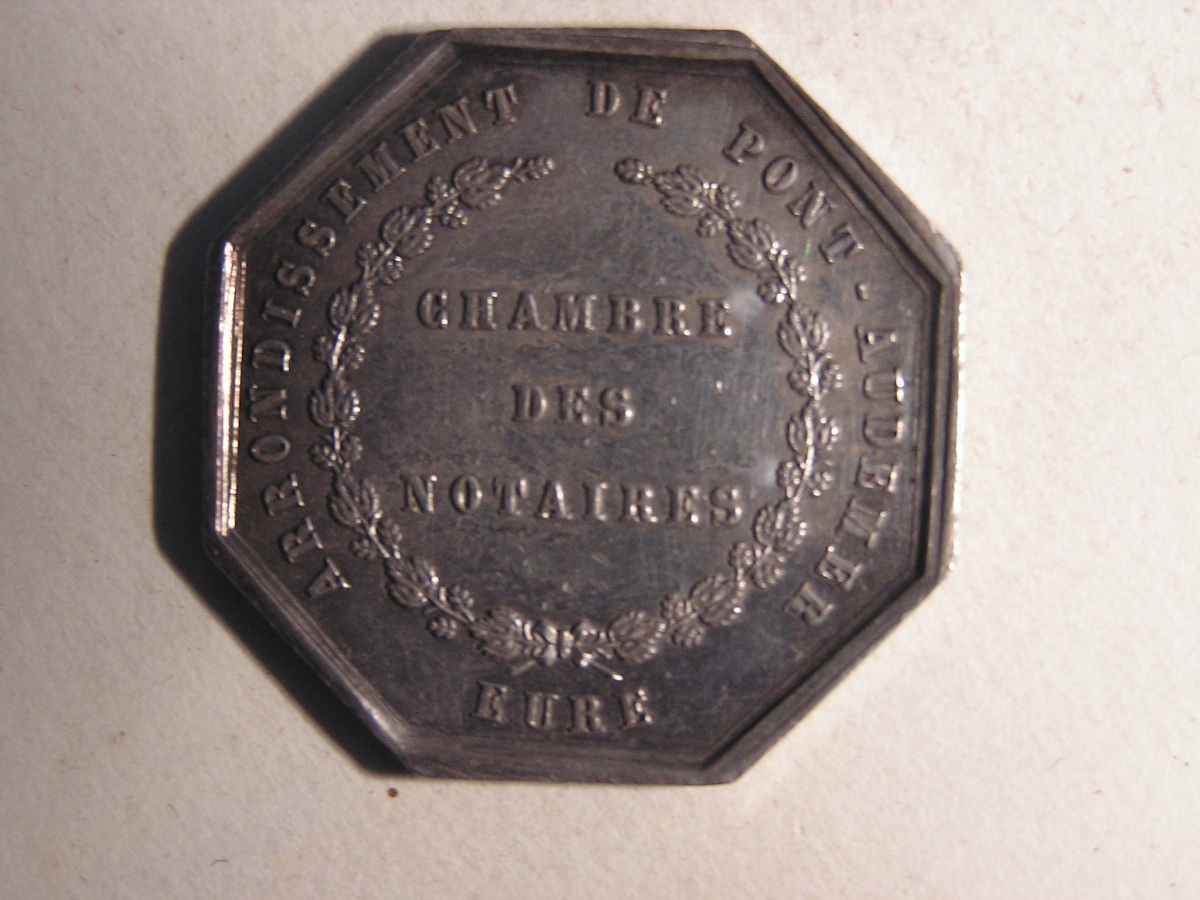 ARRONDISSEMENT DE PONT-AUDEMER
CHAMBRE
DES
NOTAIRES
EURE